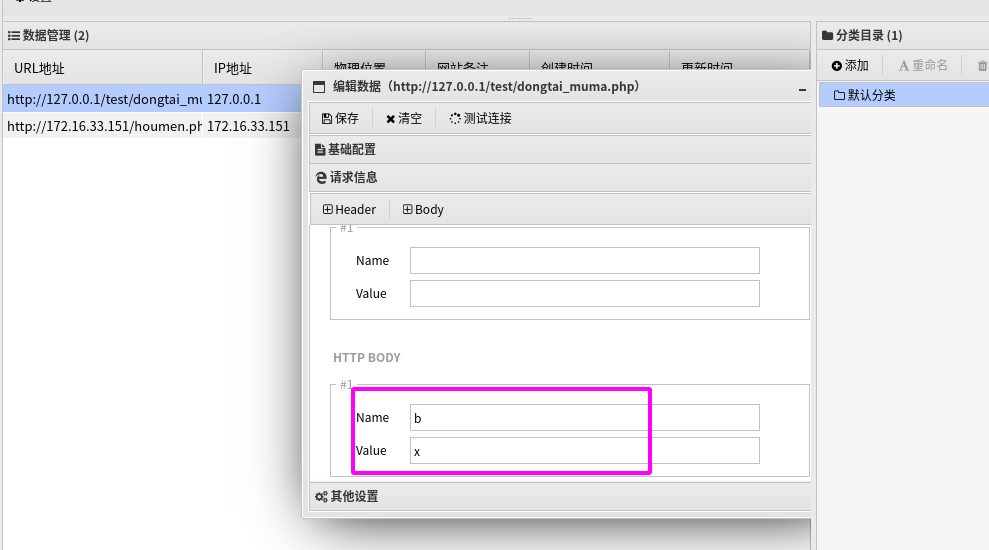 数据管理 (2)
URL地址 IP地址 物理位置 网站备注 创建时间 更新时间
http://127.0.0.1/test/dongtai_mu 127.0.0.1
http://172.16.33.151/houmen.ph 172.16.33.151
分类目录 (1)
添加 重命名
默认分类
编辑数据（http://127.0.0.1/test/dongtai_muma.php）
保存 清空 测试连接
基础配置
请求信息
Header Body
#1
Name
Value
HTTP BODY
#1
Name b
Value x
其他设置